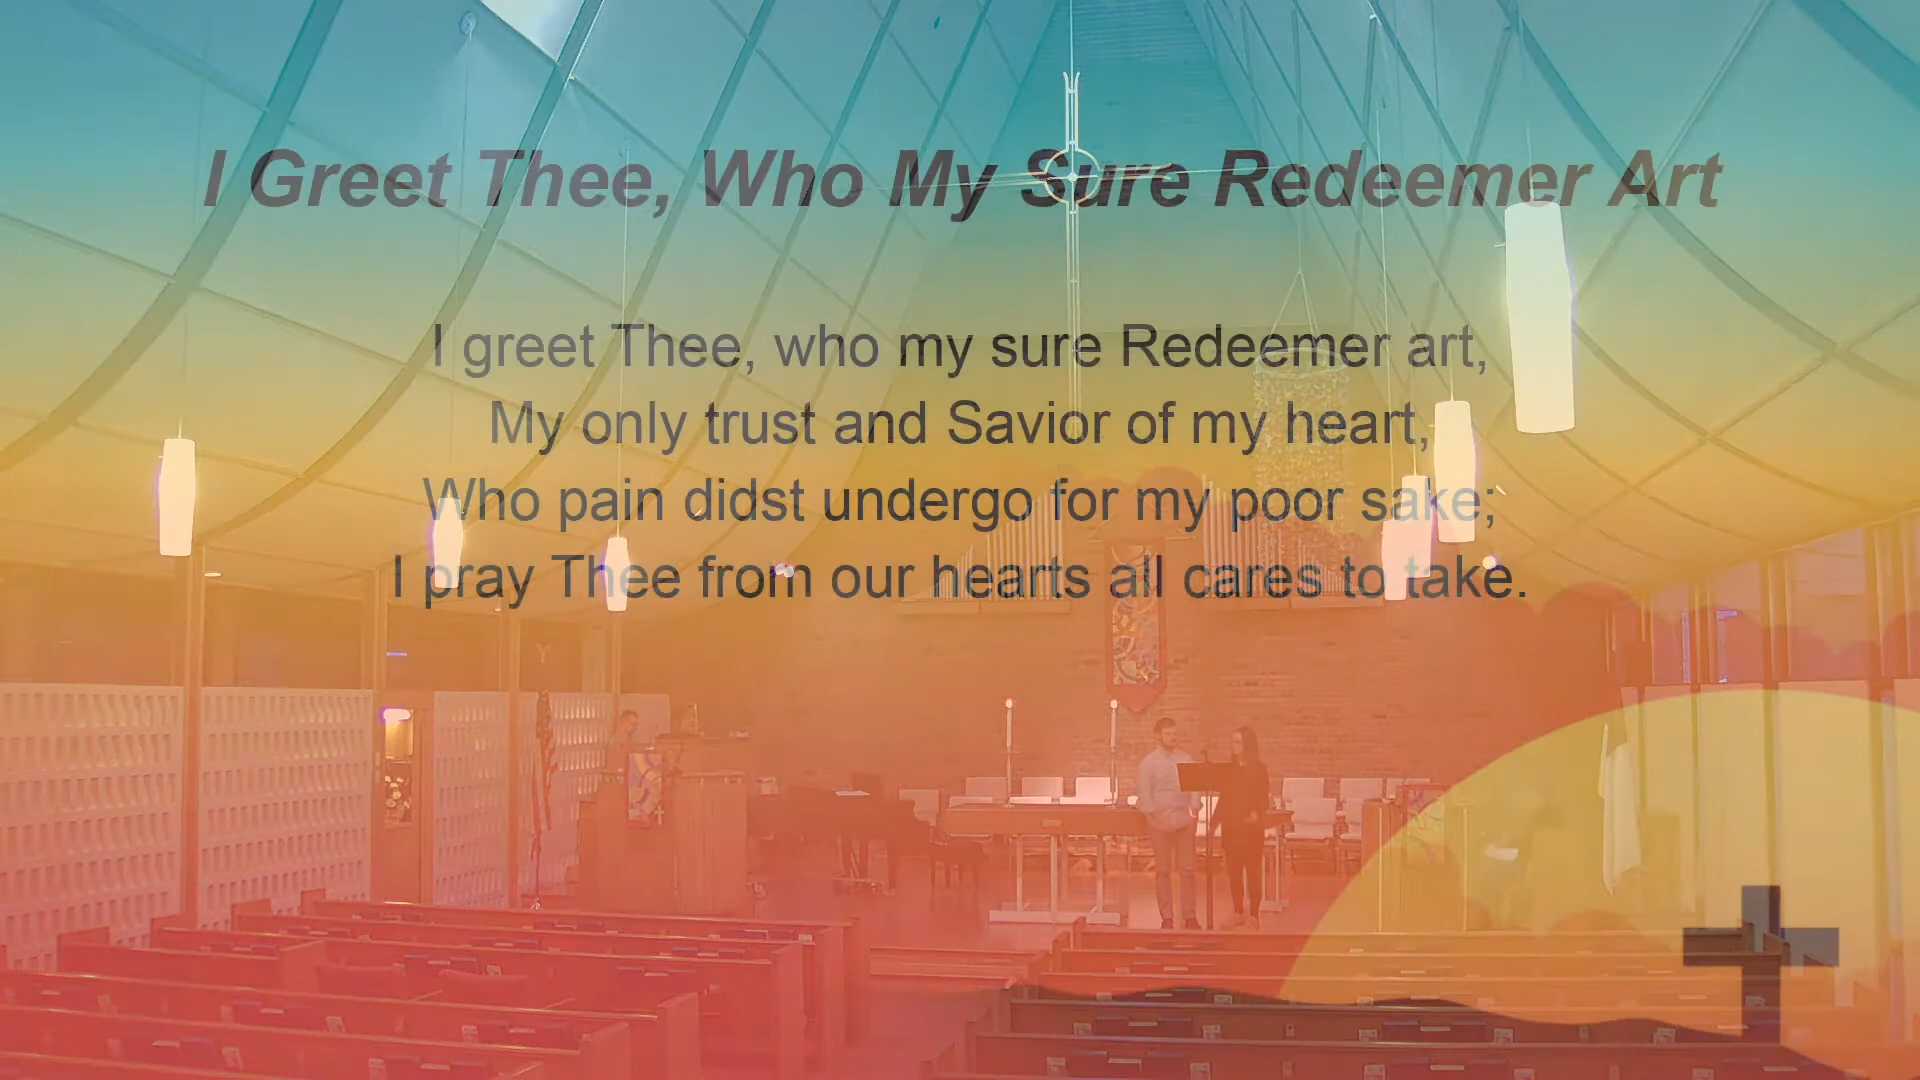 I Greet Thee, Who My Sure Redeemer Art
I greet Thee, who my sure Redeemer art,
My only trust and Savior of my heart,
Who pain didst undergo for my poor sake;
I pray Thee from our hearts all cares to take.